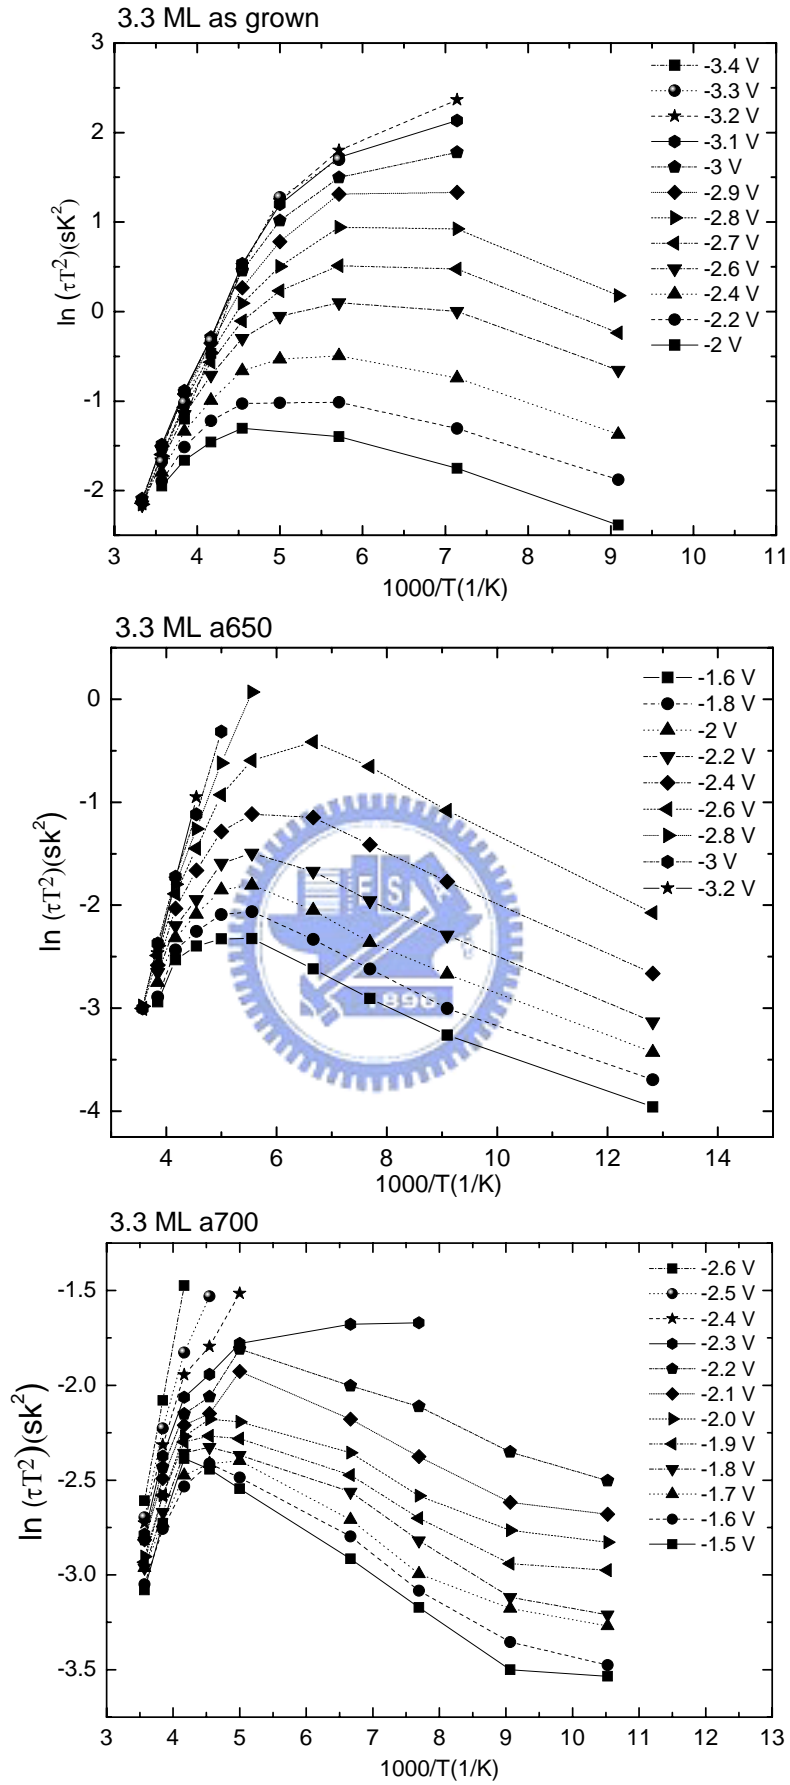 3.3 ML as grown
3
2
1
0
-1
-2
ln (τT²)(sK²)
3 4 5 6 7 8 9 10 11
1000/T(1/K)
-3.4 V
-3.3 V
-3.2 V
-3.1 V
-3 V
-2.9 V
-2.8 V
-2.7 V
-2.6 V
-2.4 V
-2.2 V
-2 V
3.3 ML a650
0
-1
-2
-3
-4
ln (τT²)(sk²)
4 6 8 10 12 14
1000/T(1/K)
-1.6 V
-1.8 V
-2 V
-2.2 V
-2.4 V
-2.6 V
-2.8 V
-3 V
-3.2 V
E S
1896
3.3 ML a700
-1.5
-2.0
-2.5
-3.0
-3.5
ln (τT²)(sk²)
3 4 5 6 7 8 9 10 11 12 13
1000/T(1/K)
-2.6 V
-2.5 V
-2.4 V
-2.3 V
-2.2 V
-2.1 V
-2.0 V
-1.9 V
-1.8 V
-1.7 V
-1.6 V
-1.5 V